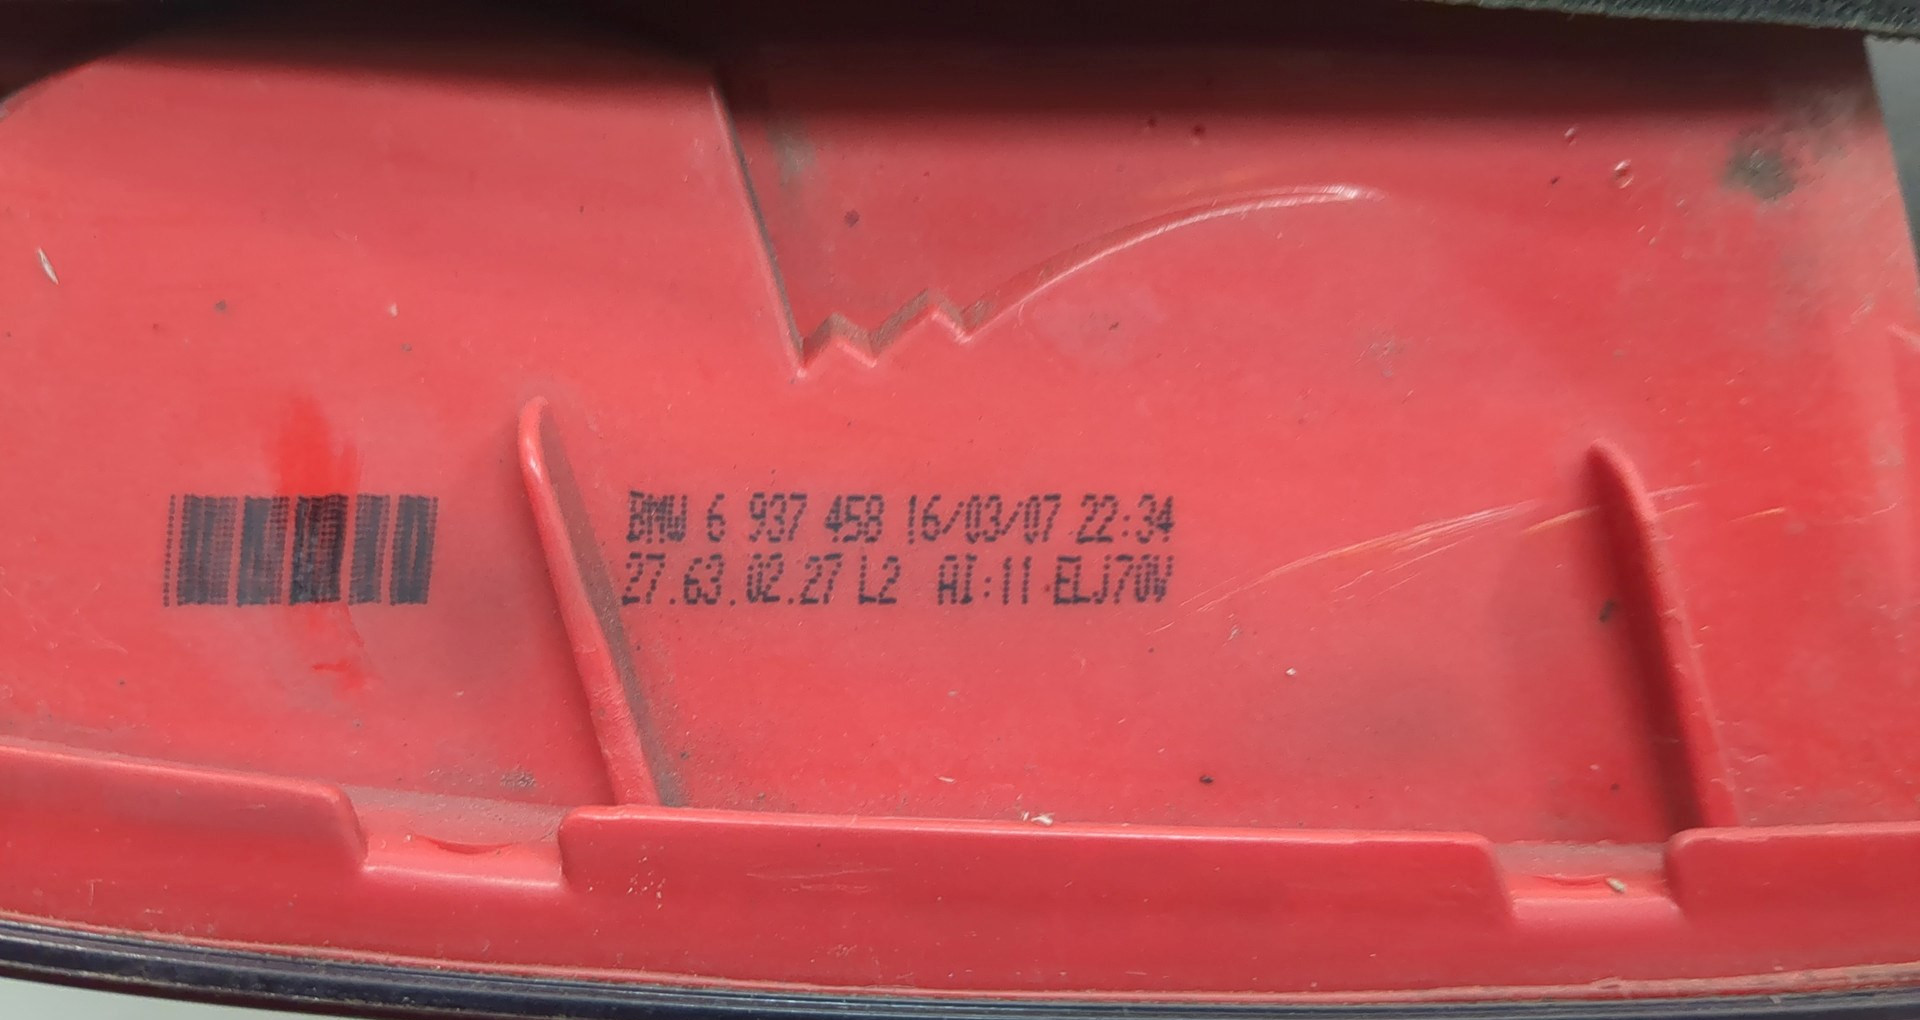 BMW 6 937 458 16/03/07 22:34
27.63.02.27 L2 AI:11 ELJ70V